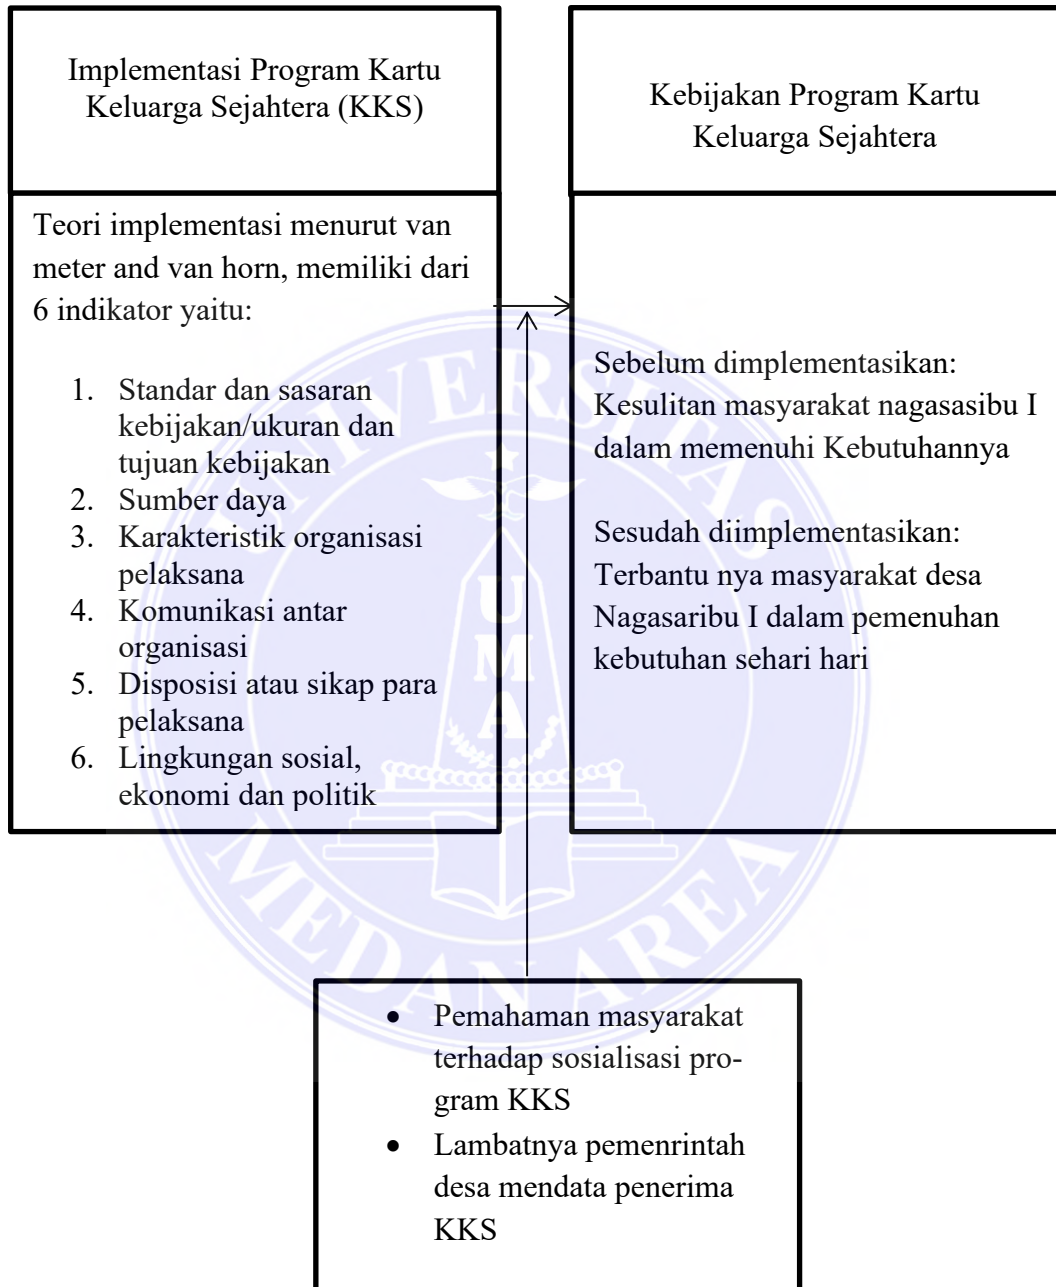 Implementasi Program Kartu
Keluarga Sejahtera (KKS)
Kebijakan Program Kartu
Keluarga Sejahtera
Teori implementasi menurut van
meter and van horn, memiliki dari
6 indikator yaitu:
1. Standar dan sasaran
kebijakan/ukuran dan
tujuan kebijakan
2. Sumber daya
3. Karakteristik organisasi
pelaksana
4. Komunikasi antar
organisasi
5. Disposisi atau sikap para
pelaksana
6. Lingkungan sosial,
ekonomi dan politik
Sebelum dimplementasikan:
Kesulitan masyarakat nagasasibu I
dalam memenuhi Kebutuhannya
Sesudah diimplementasikan:
Terbantu nya masyarakat desa
Nagasaribu I dalam pemenuhan
kebutuhan sehari hari
• Pemahaman masyarakat
terhadap sosialisasi pro-
gram KKS
• Lambatnya pemenrintah
desa mendata penerima
KKS
UNIVERSITAS
UMA
MEDAN AREA